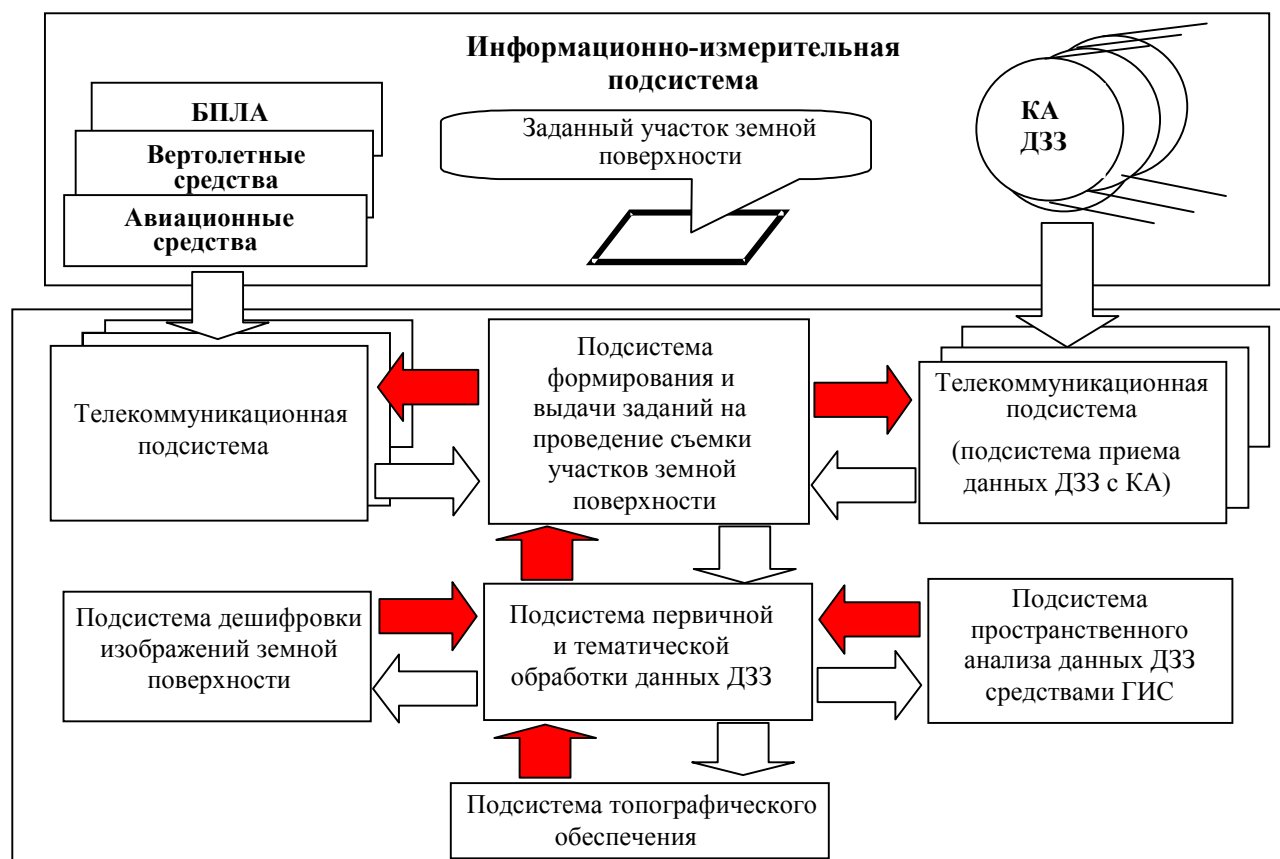 Информационно-измерительная
подсистема
БПЛА
Вертолетные
средства
Авиационные
средства
Заданный участок земной
поверхности
КА
ДЗЗ
Телекоммуникационная
подсистема
Подсистема
формирования и
выдачи заданий на
проведение съемки
участков земной
поверхности
Телекоммуникационная
подсистема
(подсистема приема
данных ДЗЗ с КА)
Подсистема дешифровки
изображений земной
поверхности
Подсистема первичной
и тематической
обработки данных ДЗЗ
Подсистема
пространственного
анализа данных ДЗЗ
средствами ГИС
Подсистема топографического
обеспечения